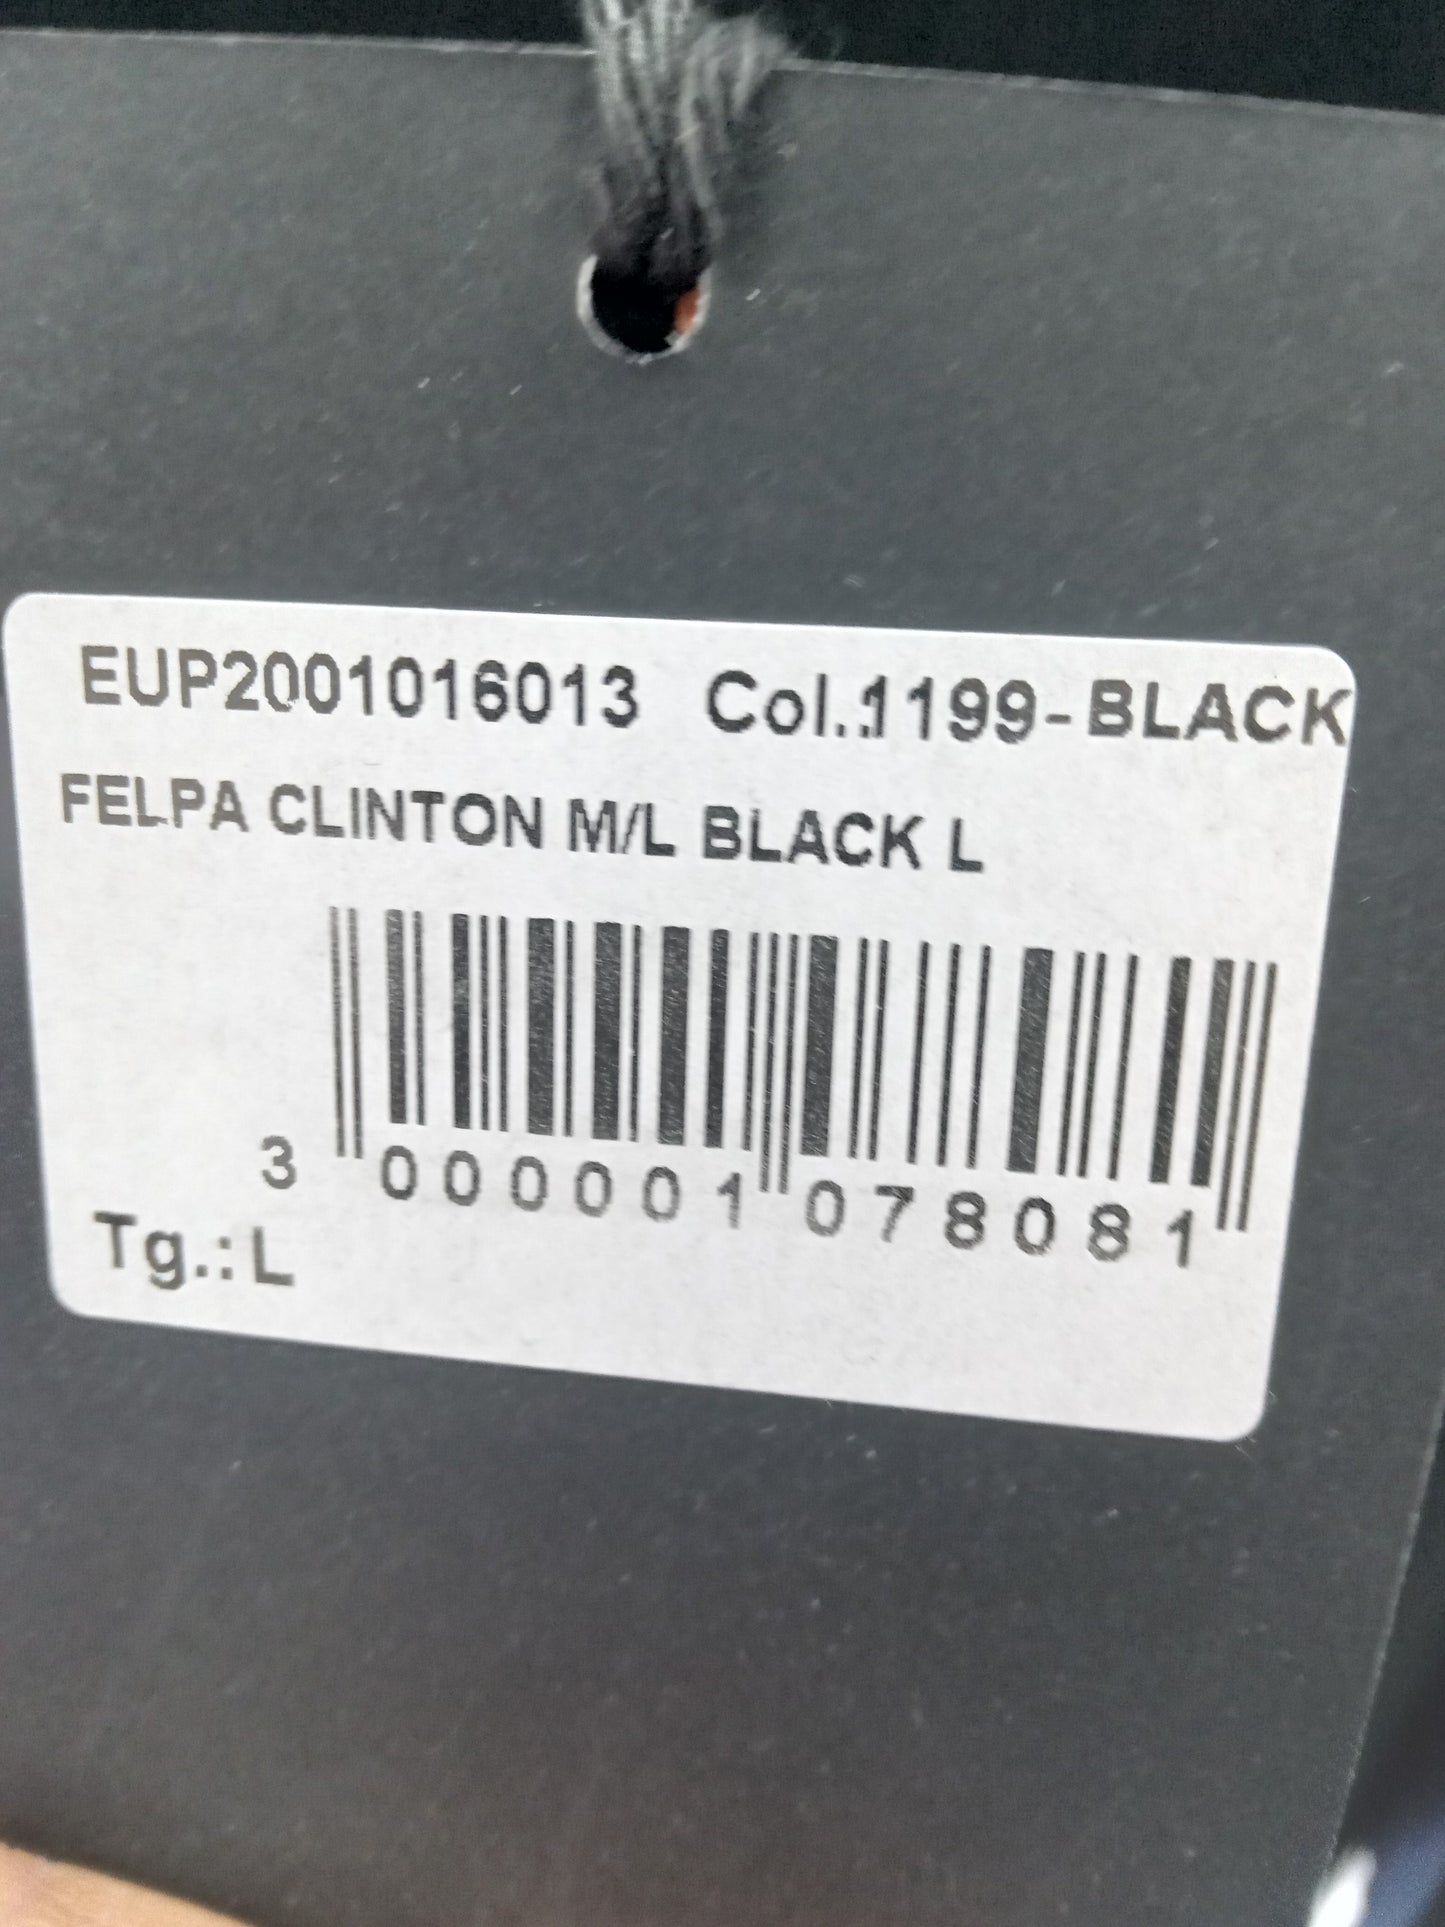 EUP2001016013 Col.:1199-BLACK
FELPA CLINTON M/L BLACK L
3 000001 078081
Tg.: L